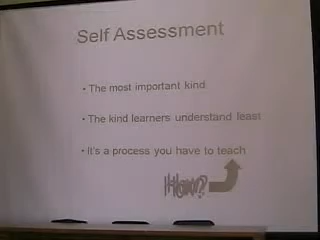 Self Assessment
• The most important kind
• The kind learners understand least
• It's a process you have to teach
How?